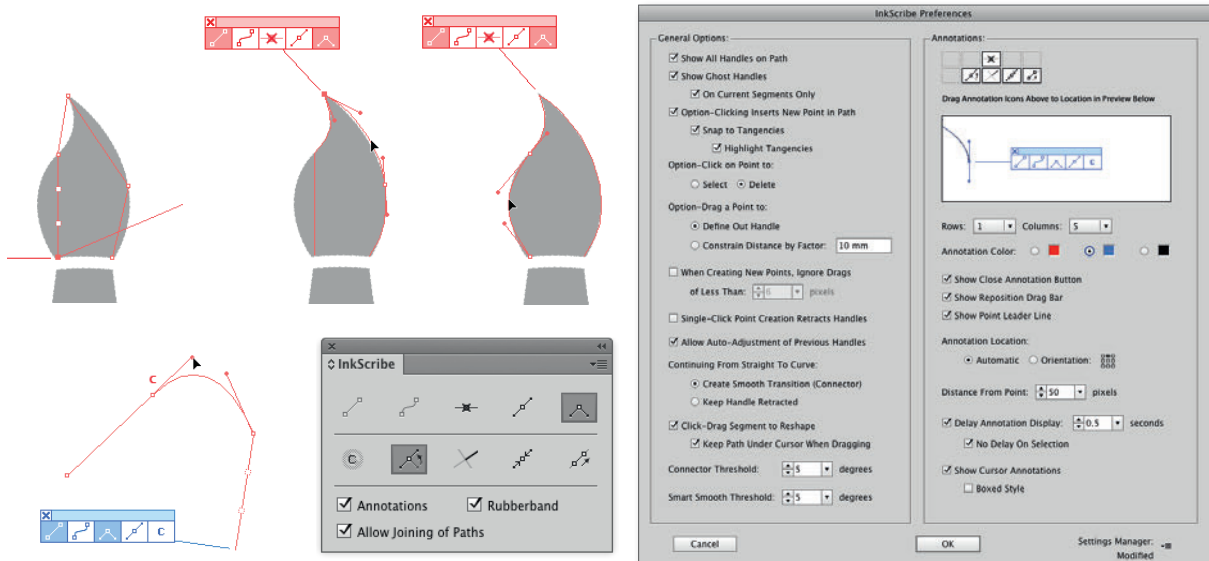 C
C
InkScribe
C
Annotations
Rubberband
Allow Joining of Paths
InkScribe Preferences
General Options:
Show All Handles on Path
Show Ghost Handles
On Current Segments Only
Option-Clicking Inserts New Point in Path
Snap to Tangencies
Highlight Tangencies
Option-Click on Point to:
Select Delete
Option-Drag a Point to:
Define Out Handle
Constrain Distance by Factor: 10 mm
When Creating New Points, Ignore Drags
of Less Than: 6 pixels
Single-Click Point Creation Retracts Handles
Allow Auto-Adjustment of Previous Handles
Continuing From Straight To Curve:
Create Smooth Transition (Connector)
Keep Handle Retracted
Click-Drag Segment to Reshape
Keep Path Under Cursor When Dragging
Connector Threshold: 5 degrees
Smart Smooth Threshold: 5 degrees
Cancel
Annotations:
Drag Annotation Icons Above to Location in Preview Below
C
Rows: 1 Columns: 5
Annotation Color:
Show Close Annotation Button
Show Reposition Drag Bar
Show Point Leader Line
Annotation Location:
Automatic Orientation:
Distance From Point: 50 pixels
Delay Annotation Display: 0.5 seconds
No Delay On Selection
Show Cursor Annotations
Boxed Style
OK
Settings Manager:
Modified